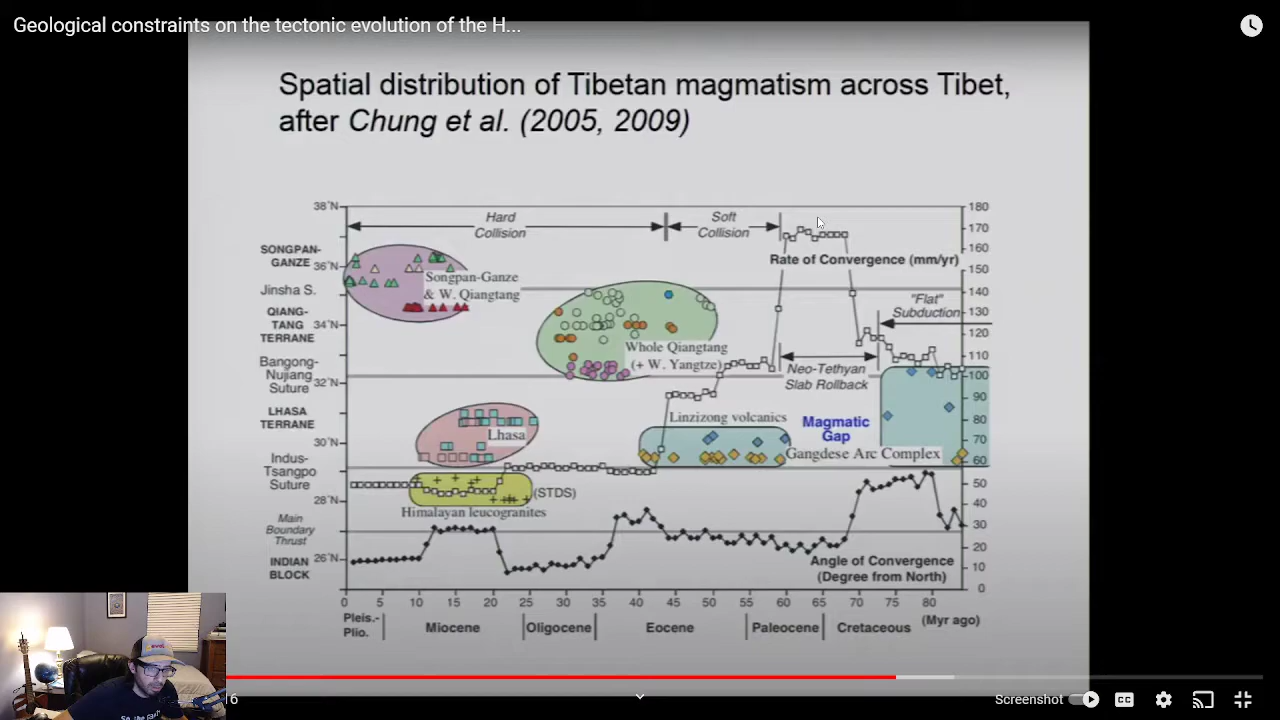 Geological constraints on the tectonic evolution of the H...
Spatial distribution of Tibetan magmatism across Tibet,
after Chung et al. (2005, 2009)
38°N
180
Hard
Collision
Soft
Collision
170
160
SONGPAN-
GANZE
36°N
Songpan-Ganze
& W. Qiangtang
Rate of Convergence (mm/yr)
150
Jinsha S.
140
"Flat"
Subduction
130
QIANG-
TANG
TERRANE
34°N
120
Whole Qiangtang
(+ W. Yangtze)
110
Bangong-
Nujiang
Suture
32°N
Neo-Tethyan
Slab Rollback
100
90
LHASA
TERRANE
Lhasa
Linzizong volcanics
Magmatic
Gap
80
70
30°N
Gangdese Arc Complex
60
Indus-
Tsangpo
Suture
50
28°N
(STDS)
40
Himalayan leucogranites
Main
Boundary
Thrust
30
20
INDIAN
BLOCK
26°N
Angle of Convergence
(Degree from North)
10
0
0 5 10 15 20 25 30 35 40 45 50 55 60 65 70 75 80
(Myr ago)
Pleis.-
Plio.
Miocene
Oligocene
Eocene
Paleocene
Cretaceous
16
Screenshot
CC